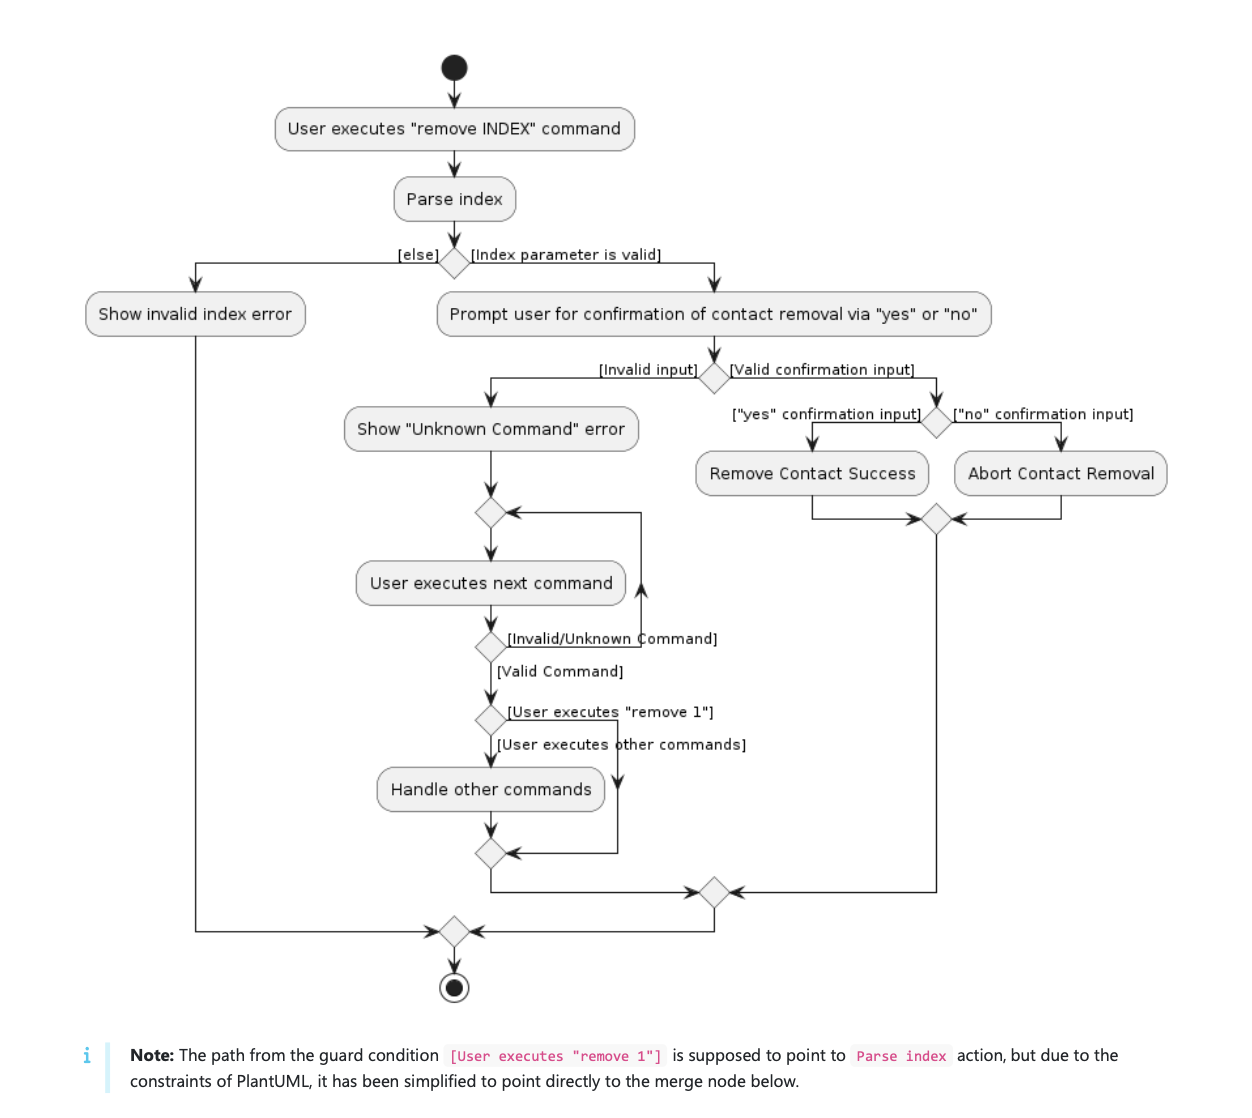 User executes "remove INDEX" command
Parse index
[else]
[Index parameter is valid]
Show invalid index error
Prompt user for confirmation of contact removal via "yes" or "no"
[Invalid input]
[Valid confirmation input]
Show "Unknown Command" error
["yes" confirmation input]
["no" confirmation input]
Remove Contact Success
Abort Contact Removal
User executes next command
[Invalid/Unknown Command]
[Valid Command]
[User executes "remove 1"]
[User executes other commands]
Handle other commands
i
Note: The path from the guard condition [User executes "remove 1"] is supposed to point to Parse index action, but due to the
constraints of PlantUML, it has been simplified to point directly to the merge node below.